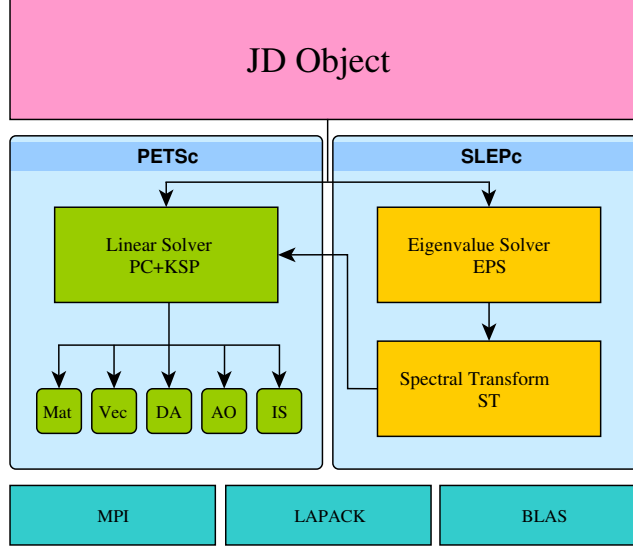 JD Object
PETSc
SLEPc
Linear Solver
PC+KSP
Eigenvalue Solver
EPS
Spectral Transform
ST
Mat
Vec
DA
AO
IS
MPI
LAPACK
BLAS